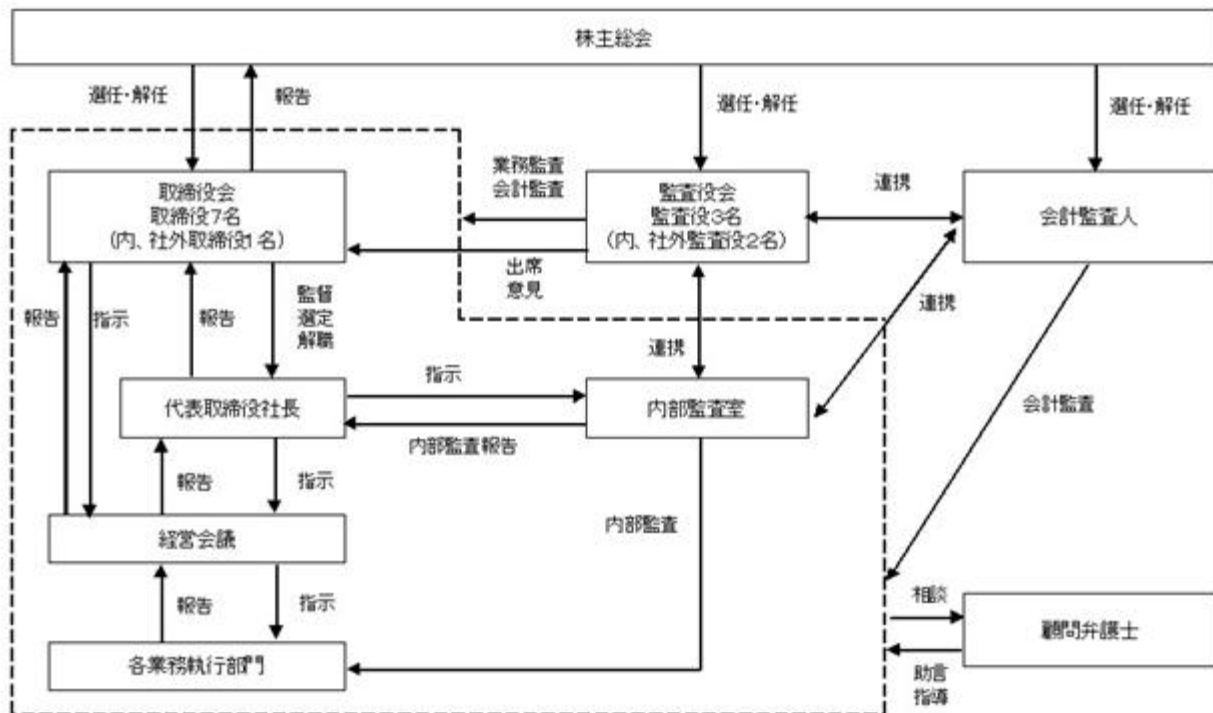 株主総会
選任・解任
報告
選任・解任
選任・解任
取締役会
取締役7名
(内、社外取締役1名)
業務監査
会計監査
監査役会
監査役3名
(内、社外監査役2名)
連携
会計監査人
出席
意見
報告
指示
報告
監督
選定
解職
連携
連携
代表取締役社長
指示
内部監査報告
内部監査室
会計監査
報告
指示
内部監査
経営会議
報告
指示
各業務執行部門
相談
顧問弁護士
助言
指導